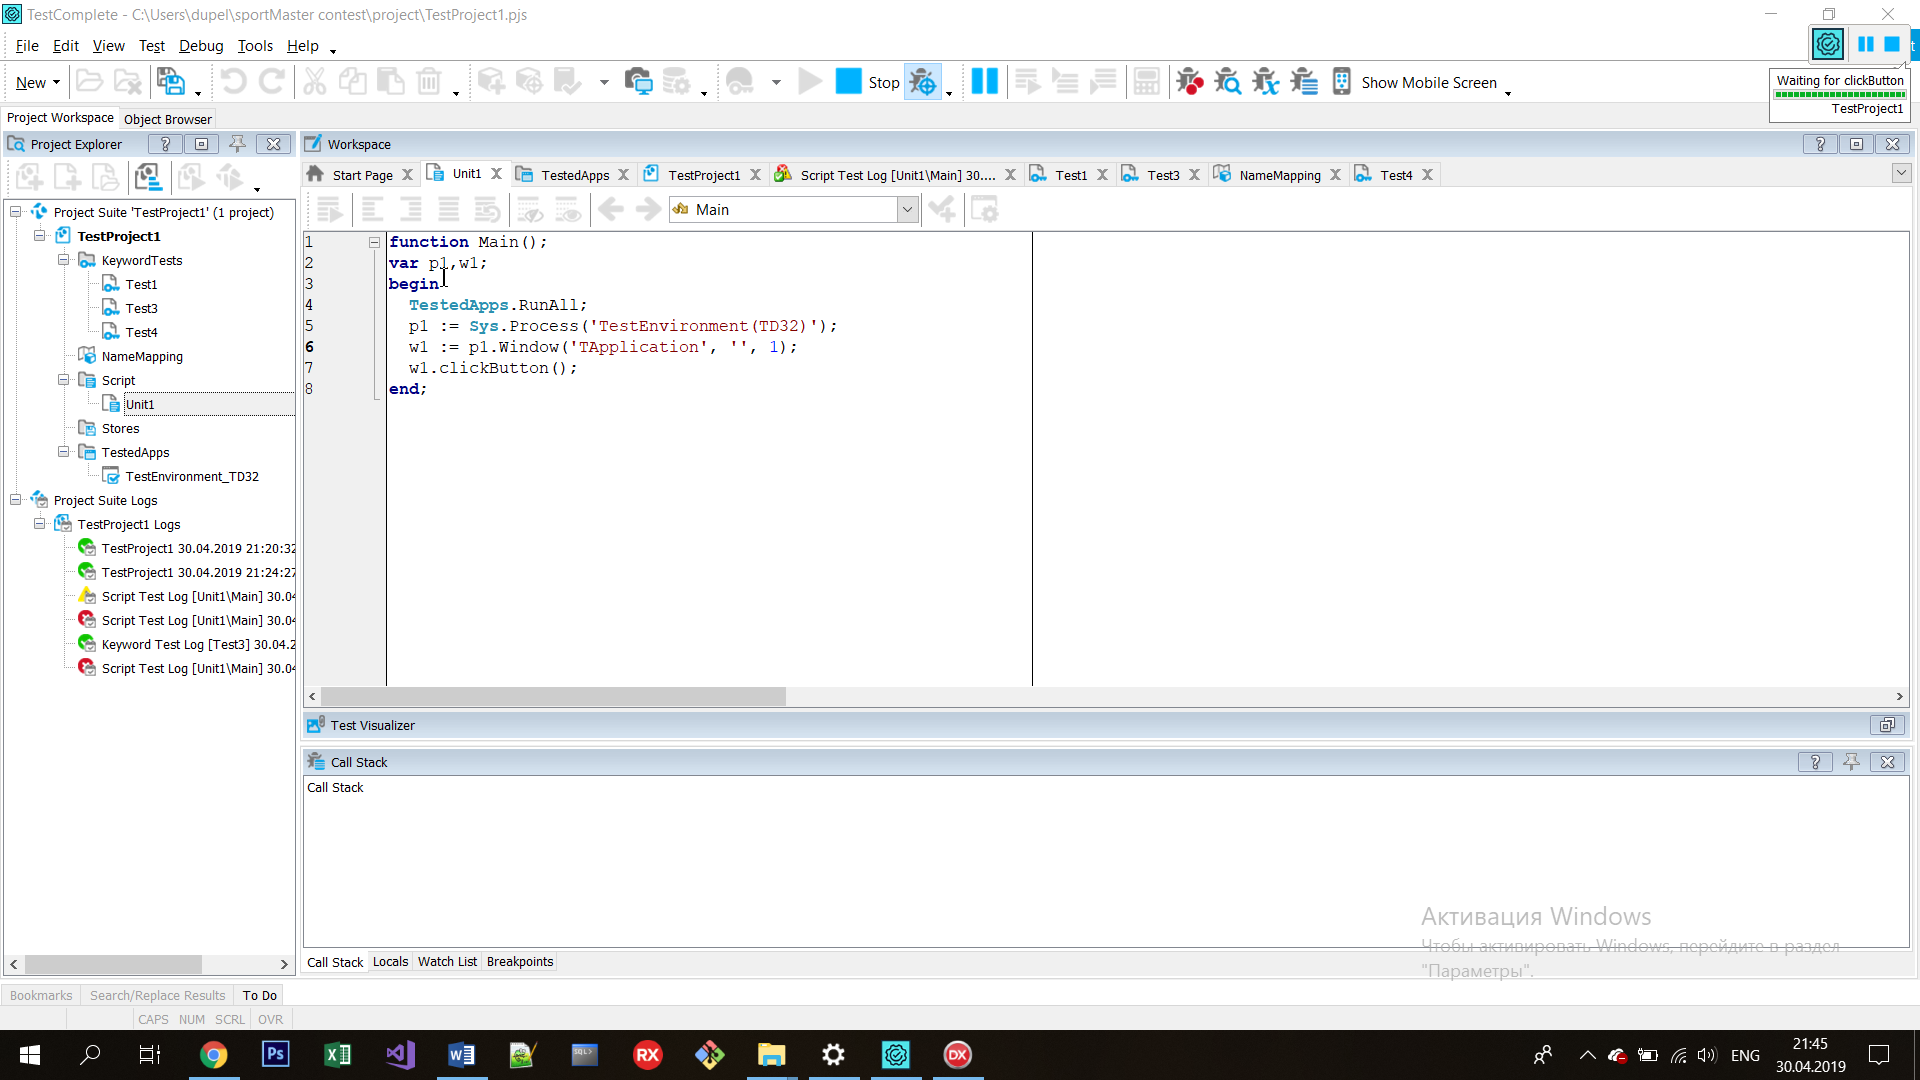 TestComplete - C:\Users\dupel\sportMaster contest\project\TestProject1.pjs
File Edit View Test Debug Tools Help
New Stop Show Mobile Screen
Waiting for clickButton
TestProject1
Project Workspace Object Browser
Project Explorer
Workspace
Start Page Unit1 TestedApps TestProject1 Script Test Log [Unit1\Main] 30.... Test1 Test3 NameMapping Test4
Main
Project Suite 'TestProject1' (1 project)
TestProject1
KeywordTests
Test1
Test3
Test4
NameMapping
Script
Unit1
Stores
TestedApps
TestEnvironment_TD32
Project Suite Logs
TestProject1 Logs
TestProject1 30.04.2019 21:20:32
TestProject1 30.04.2019 21:24:27
Script Test Log [Unit1\Main] 30.04
Script Test Log [Unit1\Main] 30.04
Keyword Test Log [Test3] 30.04.2
Script Test Log [Unit1\Main] 30.04
1 function Main();
2 var p1,w1;
3 begin
4 TestedApps.RunAll;
5 p1 := Sys.Process('TestEnvironment(TD32)');
6 w1 := p1.Window('TApplication', '', 1);
7 w1.clickButton();
8 end;
Test Visualizer
Call Stack
Call Stack
Call Stack Locals Watch List Breakpoints
Активация Windows
Чтобы активировать Windows, перейдите в раздел
"Параметры".
Bookmarks Search/Replace Results To Do
CAPS NUM SCRL OVR
Ps RX DX ENG
21:45
30.04.2019